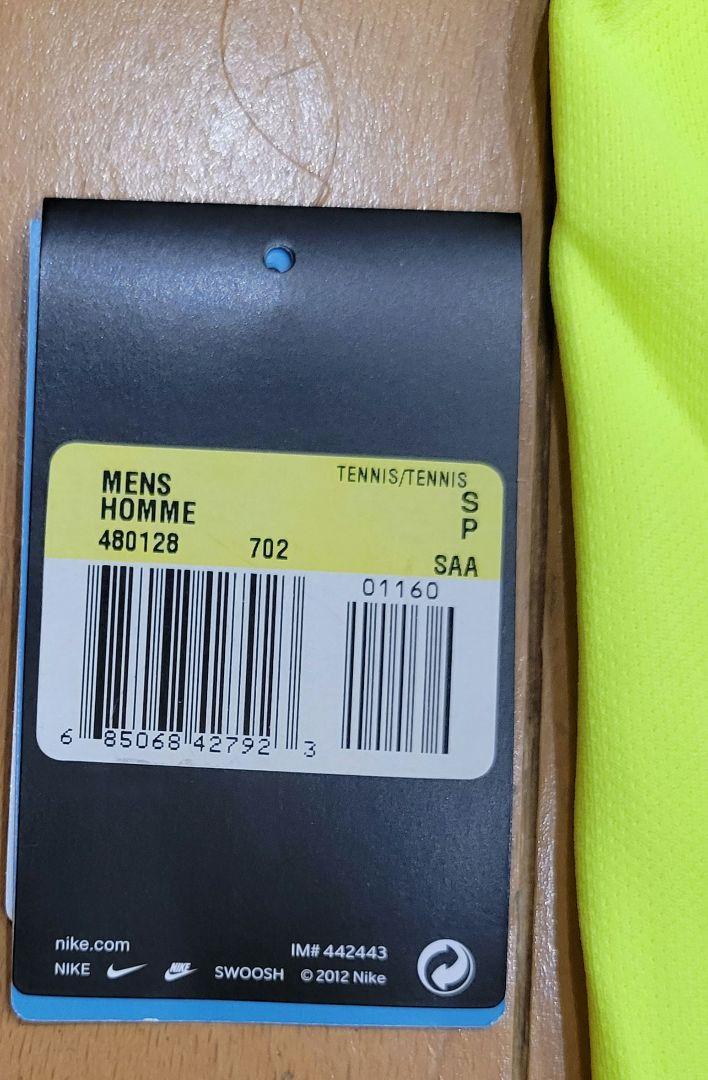 MENS
HOMME
TENNIS/TENNIS
S
P
480128 702
SAA
01160
6 85068 42792 3
nike.com
IM# 442443
NIKE NIKE SWOOSH © 2012 Nike